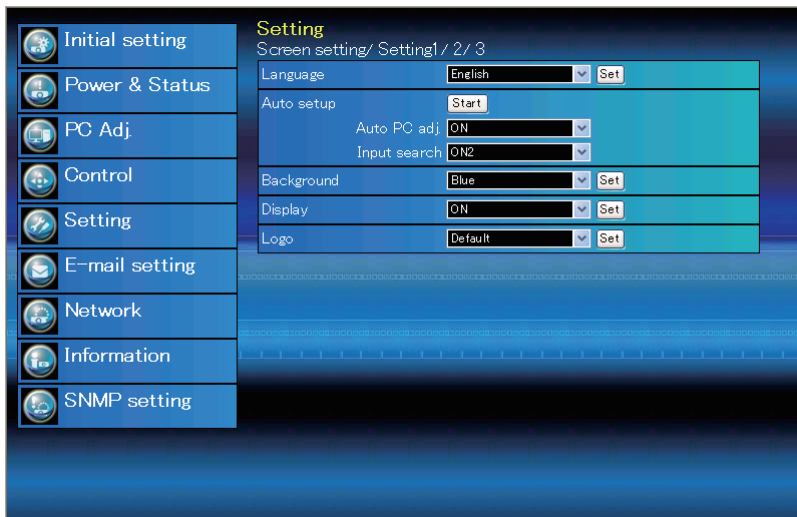 Initial setting
Power & Status
PC Adj.
Control
Setting
E-mail setting
Network
Information
SNMP setting
Setting
Screen setting/ Setting1/ 2/ 3
Language English Set
Auto setup Start
Auto PC adj. ON
Input search ON2
Background Blue Set
Display ON Set
Logo Default Set